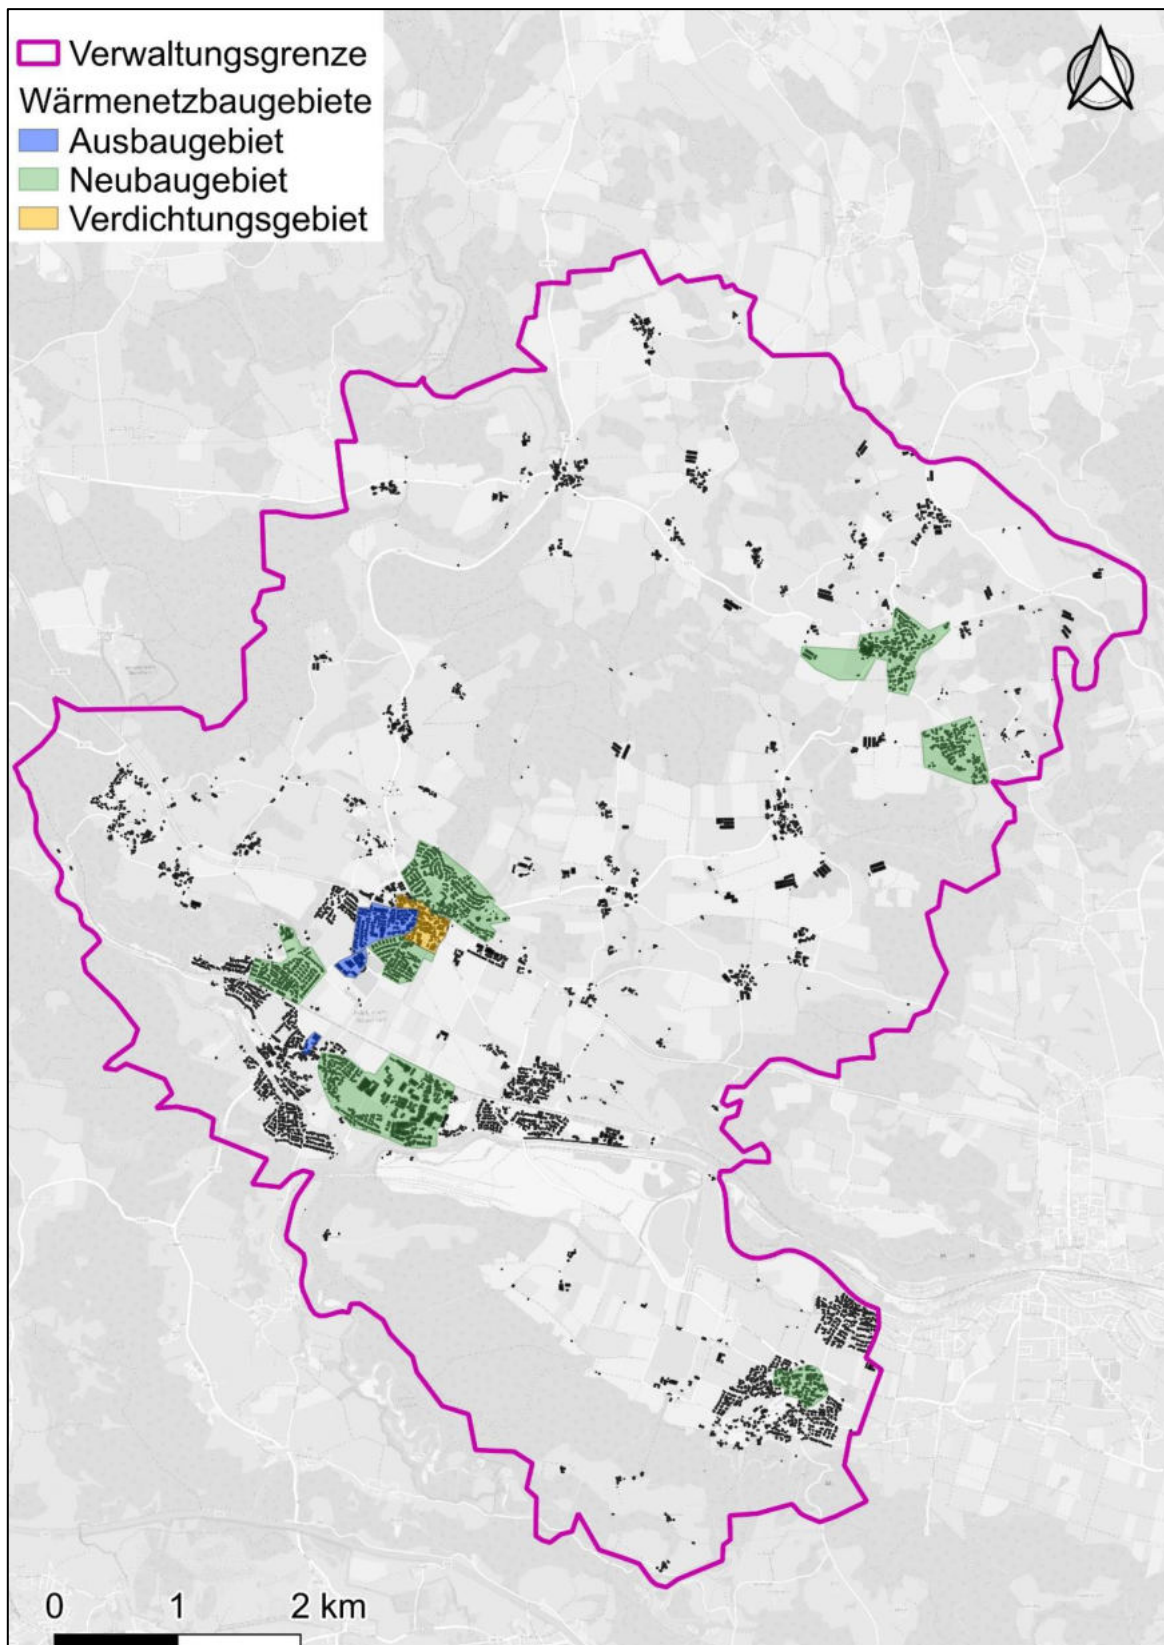 Verwaltungsgrenze
Wärmenetzbaugebiete
Ausbaugebiet
Neubaugebiet
Verdichtungsgebiet
0 1 2 km